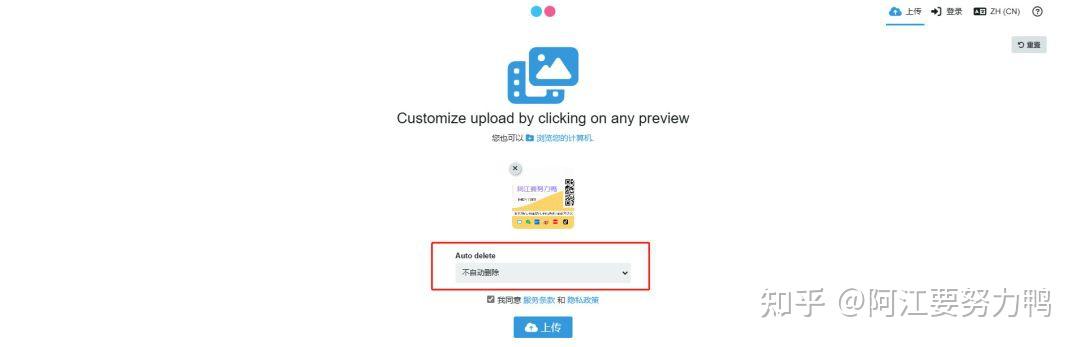 上传 登录 ZH (CN)
重置
Customize upload by clicking on any preview
您也可以 浏览您的计算机.
阿江要努力鸭
Auto delete
不自动删除
我同意 服务条款 和 隐私政策
上传
知乎 @阿江要努力鸭